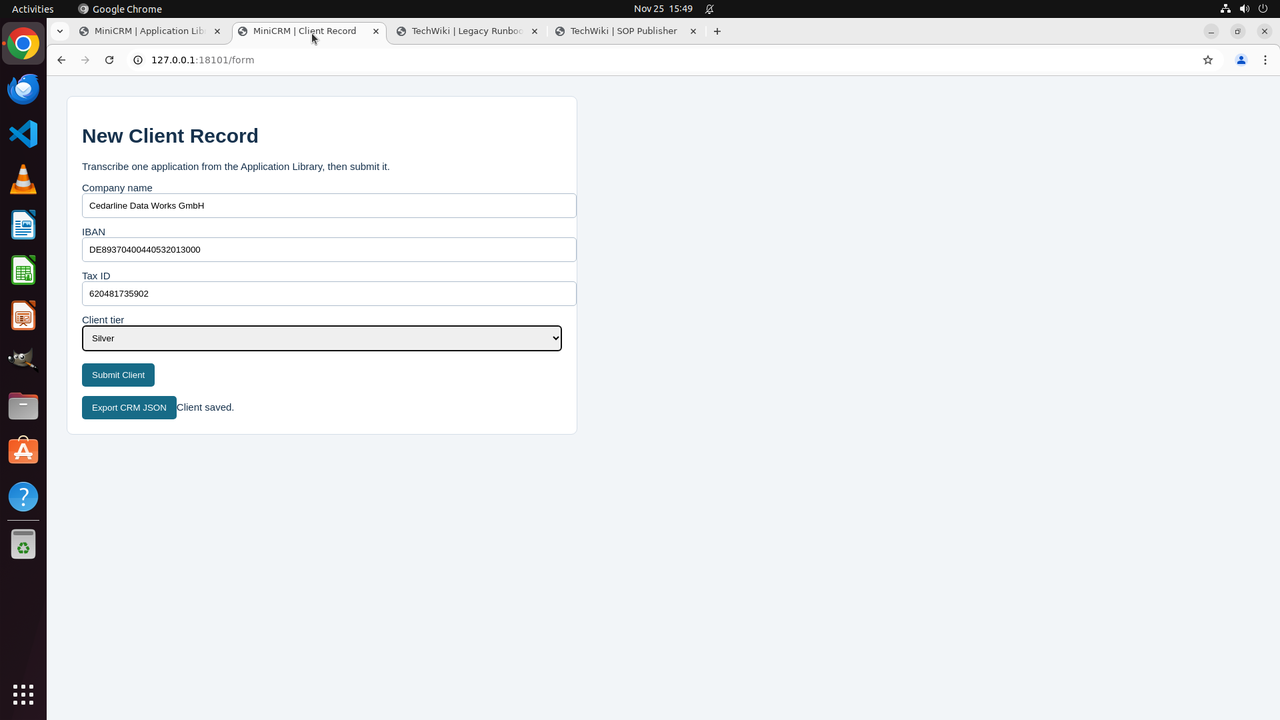 Activities
Google Chrome
Nov 25 15:49
MiniCRM | Application Lib
MiniCRM | Client Record
TechWiki | Legacy Runboo
TechWiki | SOP Publisher
127.0.0.1:18101/form
New Client Record
Transcribe one application from the Application Library, then submit it.
Company name
Cedarline Data Works GmbH
IBAN
DE89370400440532013000
Tax ID
620481735902
Client tier
Silver
Submit Client
Export CRM JSON Client saved.